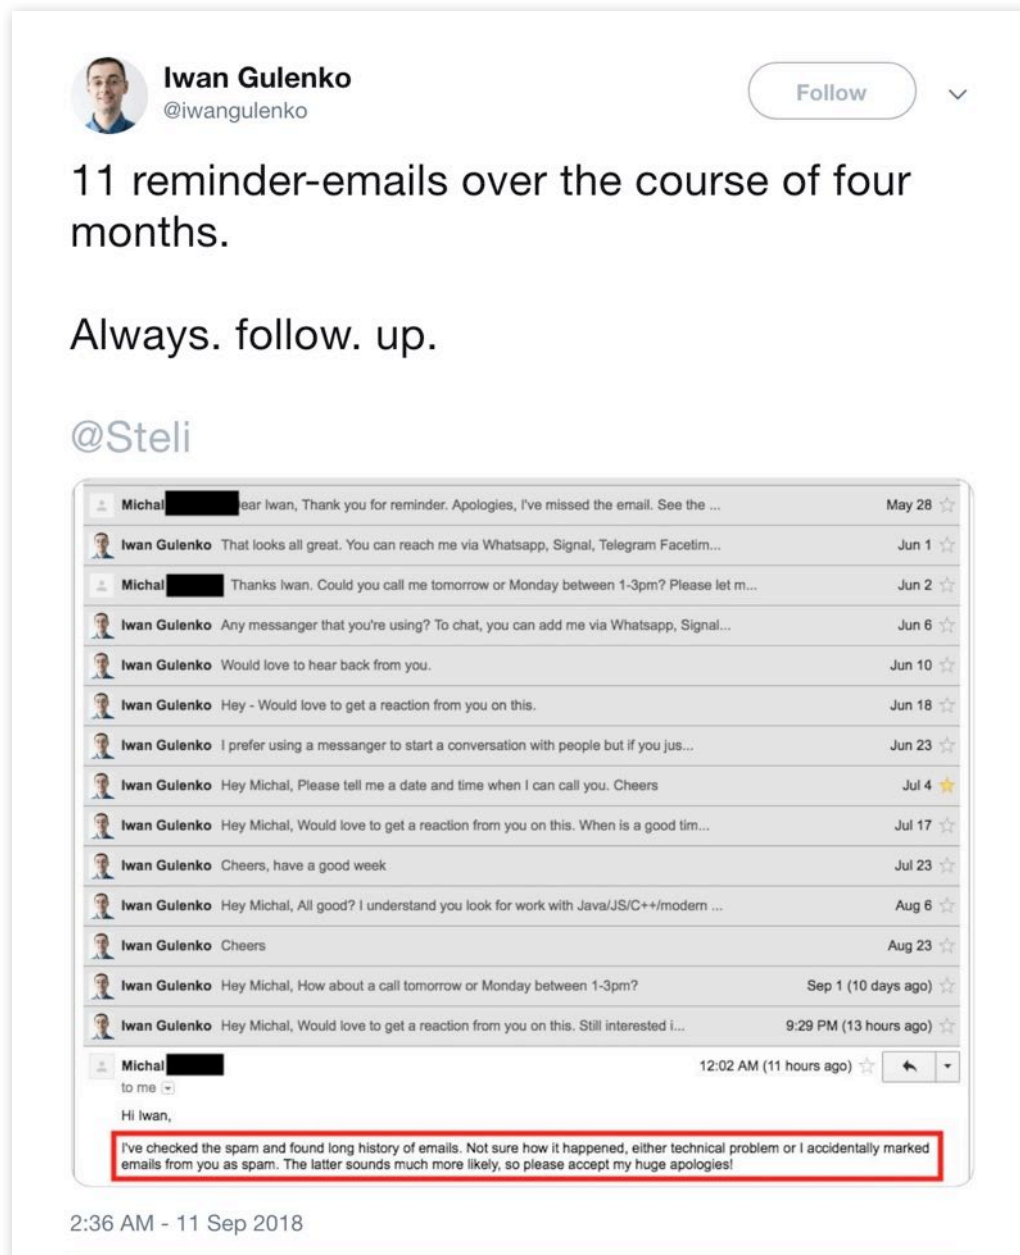 Iwan Gulenko
@iwangulenko
Follow
11 reminder-emails over the course of four
months.
Always. follow. up.
@Steli
Michal ear Iwan, Thank you for reminder. Apologies, I've missed the email. See the ... May 28
Iwan Gulenko That looks all great. You can reach me via Whatsapp, Signal, Telegram Facetim... Jun 1
Michal Thanks Iwan. Could you call me tomorrow or Monday between 1-3pm? Please let m... Jun 2
Iwan Gulenko Any messanger that you're using? To chat, you can add me via Whatsapp, Signal... Jun 6
Iwan Gulenko Would love to hear back from you. Jun 10
Iwan Gulenko Hey - Would love to get a reaction from you on this. Jun 18
Iwan Gulenko I prefer using a messanger to start a conversation with people but if you jus... Jun 23
Iwan Gulenko Hey Michal, Please tell me a date and time when I can call you. Cheers Jul 4
Iwan Gulenko Hey Michal, Would love to get a reaction from you on this. When is a good tim... Jul 17
Iwan Gulenko Cheers, have a good week Jul 23
Iwan Gulenko Hey Michal, All good? I understand you look for work with Java/JS/C++/modern ... Aug 6
Iwan Gulenko Cheers Aug 23
Iwan Gulenko Hey Michal, How about a call tomorrow or Monday between 1-3pm? Sep 1 (10 days ago)
Iwan Gulenko Hey Michal, Would love to get a reaction from you on this. Still interested i... 9:29 PM (13 hours ago)
Michal 12:02 AM (11 hours ago)
to me
Hi Iwan,
I've checked the spam and found long history of emails. Not sure how it happened, either technical problem or I accidentally marked
emails from you as spam. The latter sounds much more likely, so please accept my huge apologies!
2:36 AM - 11 Sep 2018